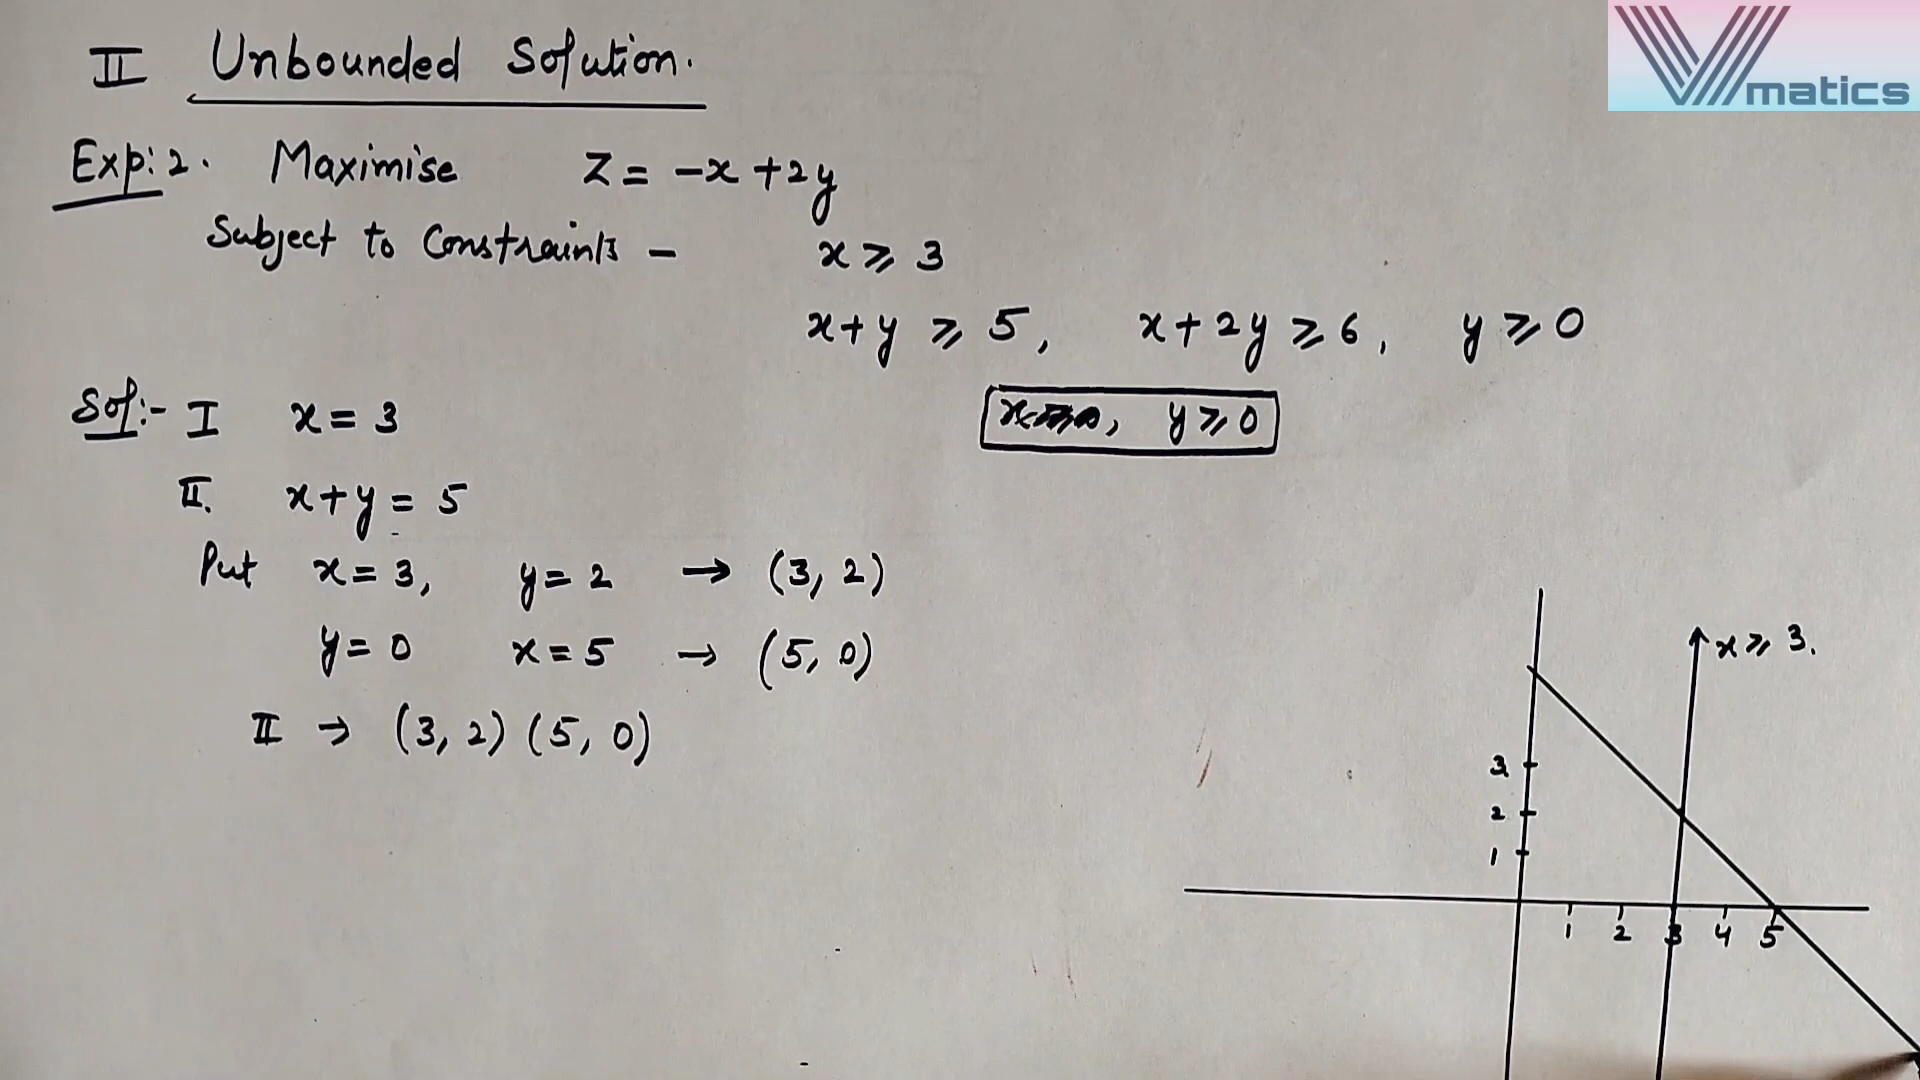 II Unbounded Solution.
Vmatics
Exp:2. Maximise Z = -x + 2y
Subject to Constraints - x ⩾ 3
x + y ⩾ 5, x + 2y ⩾ 6, y ⩾ 0
Sol:- I x = 3
, y ⩾ 0
II. x + y = 5
Put x = 3, y = 2 → (3, 2)
y = 0 x = 5 → (5, 0)
II → (3, 2) (5, 0)
x ⩾ 3.
3
2
1
1 2 3 4 5